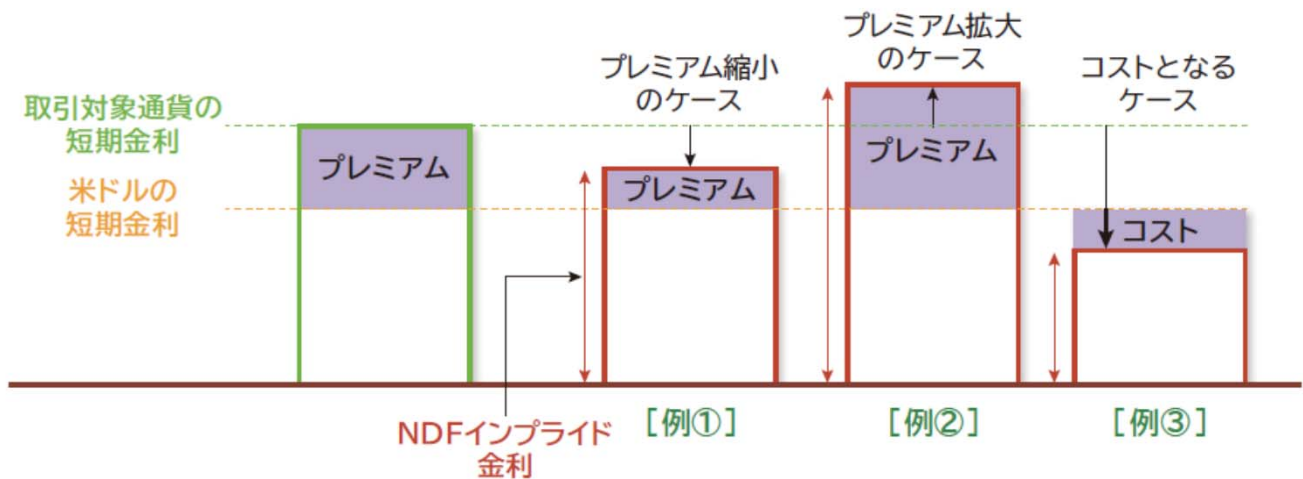 プレミアム縮小
のケース
プレミアム拡大
のケース
コストとなる
ケース
取引対象通貨の
短期金利
米ドルの
短期金利
プレミアム
プレミアム
プレミアム
コスト
NDFインプライド
金利
[例①]
[例②]
[例③]